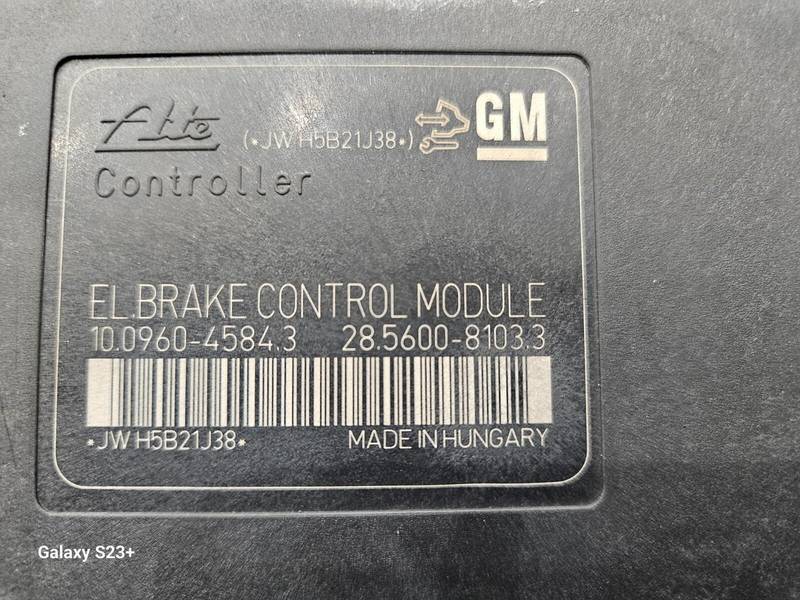 Ate
(*JW H5B21J38*)
GM
Controller
EL.BRAKE CONTROL MODULE
10.0960-4584.3 28.5600-8103.3
*JW H5B21J38*
MADE IN HUNGARY
Galaxy S23+